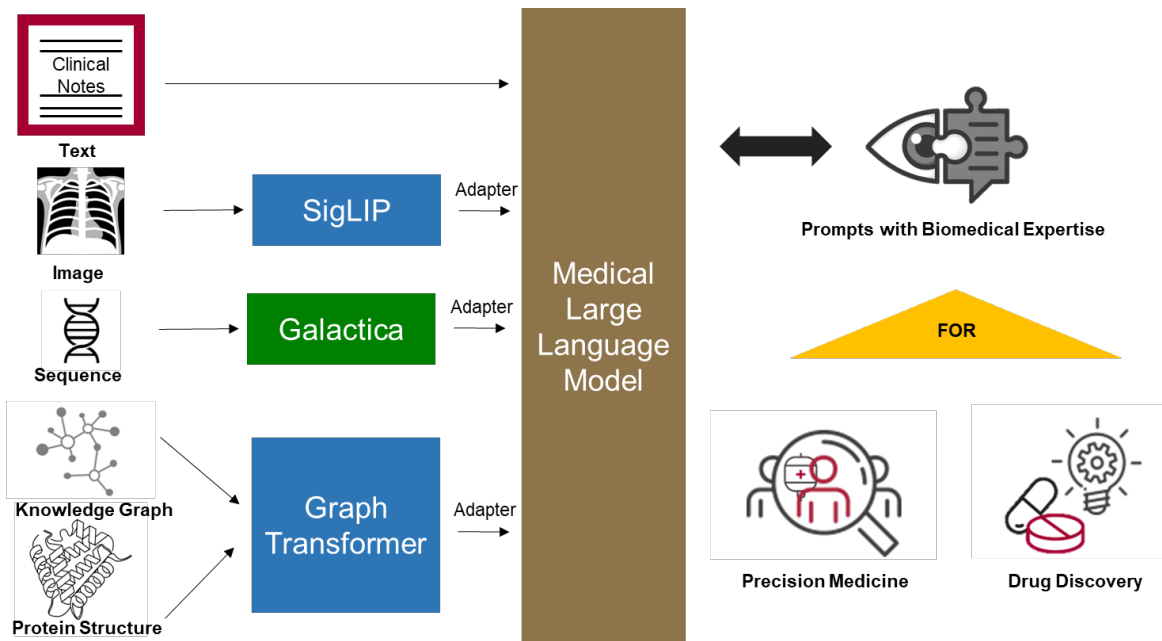 Clinical
Notes
Text
Image
Sequence
Knowledge Graph
Protein Structure
SigLIP
Adapter
Galactica
Adapter
Graph
Transformer
Adapter
Medical
Large
Language
Model
Prompts with Biomedical Expertise
FOR
Precision Medicine
Drug Discovery